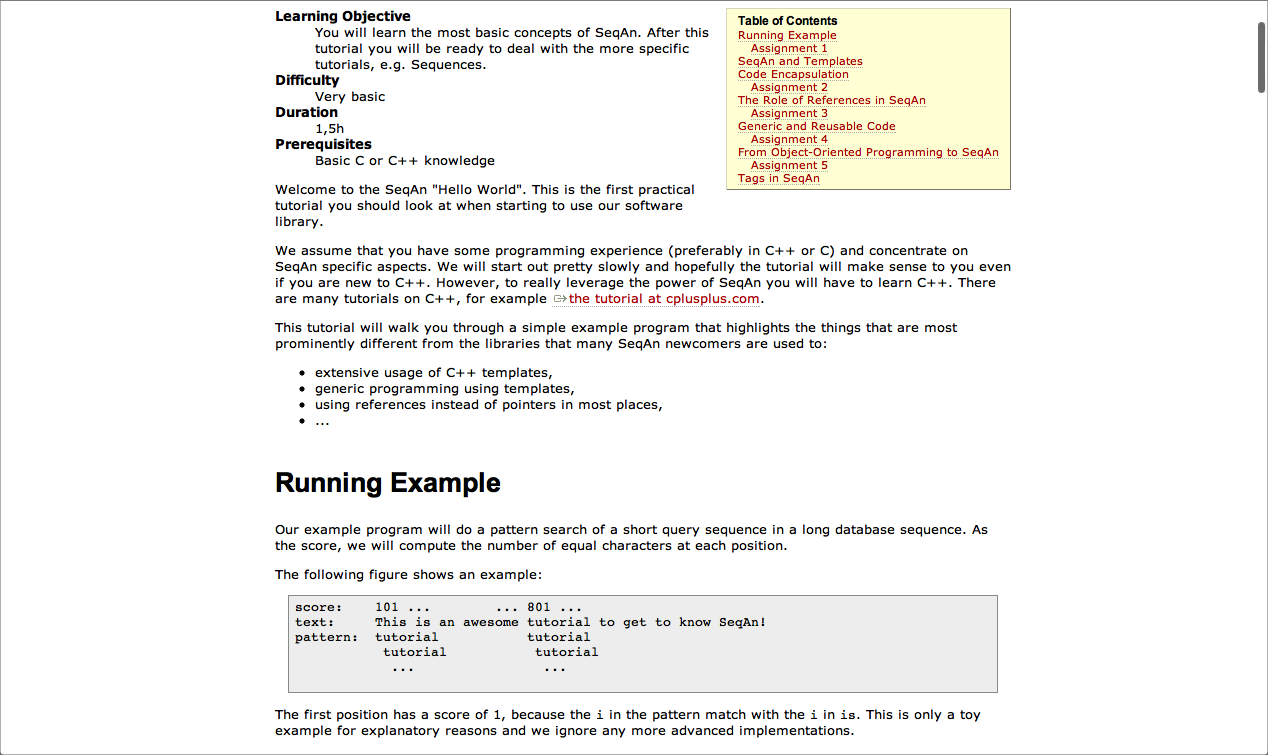 Learning Objective
You will learn the most basic concepts of SeqAn. After this
tutorial you will be ready to deal with the more specific
tutorials, e.g. Sequences.
Difficulty
Very basic
Duration
1,5h
Prerequisites
Basic C or C++ knowledge
Table of Contents
Running Example
Assignment 1
SeqAn and Templates
Code Encapsulation
Assignment 2
The Role of References in SeqAn
Assignment 3
Generic and Reusable Code
Assignment 4
From Object-Oriented Programming to SeqAn
Assignment 5
Tags in SeqAn
Welcome to the SeqAn "Hello World". This is the first practical
tutorial you should look at when starting to use our software
library.
We assume that you have some programming experience (preferably in C++ or C) and concentrate on
SeqAn specific aspects. We will start out pretty slowly and hopefully the tutorial will make sense to you even
if you are new to C++. However, to really leverage the power of SeqAn you will have to learn C++. There
are many tutorials on C++, for example the tutorial at cplusplus.com.
This tutorial will walk you through a simple example program that highlights the things that are most
prominently different from the libraries that many SeqAn newcomers are used to:
• extensive usage of C++ templates,
• generic programming using templates,
• using references instead of pointers in most places,
• ...
Running Example
Our example program will do a pattern search of a short query sequence in a long database sequence. As
the score, we will compute the number of equal characters at each position.
The following figure shows an example:
score:    101 ...        ... 801 ...
text:     This is an awesome tutorial to get to know SeqAn!
pattern:  tutorial           tutorial
           tutorial           tutorial
            ...                ...
The first position has a score of 1, because the i in the pattern match with the i in is. This is only a toy
example for explanatory reasons and we ignore any more advanced implementations.